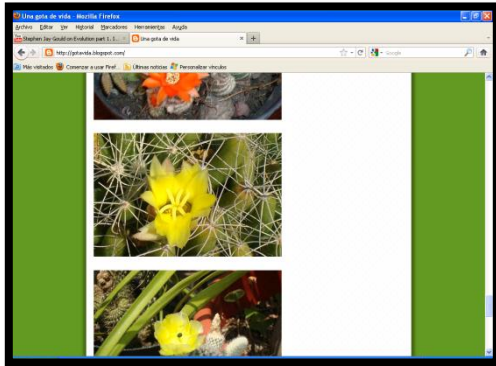 Una gota de vida - Mozilla Firefox
Archivo Editar Ver Historial Marcadores Herramientas Ayuda
Stephen Jay Gould on Evolution part 1. I... × Una gota de vida × +
http://gotavida.blogspot.com/ Google
Más visitados Comenzar a usar Firef... Últimas noticias Personalizar vínculos